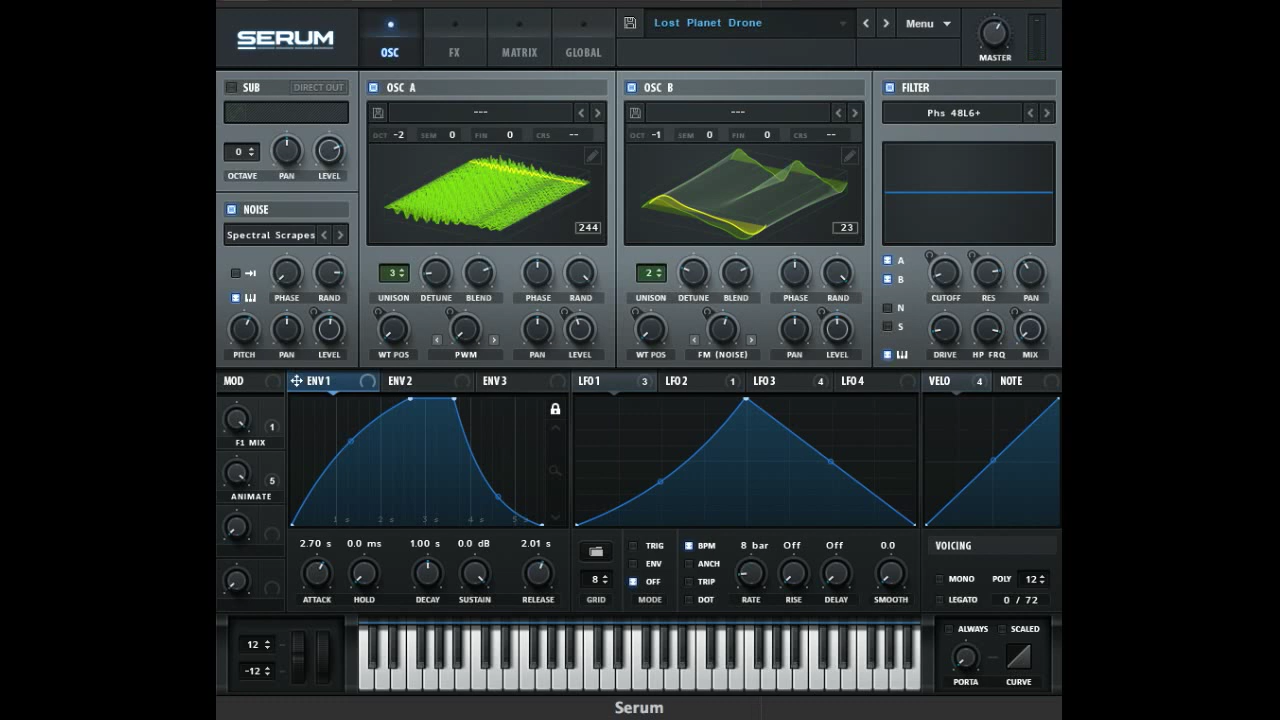 SERUM
OSC
FX
MATRIX
GLOBAL
Lost Planet Drone
Menu
MASTER
SUB
DIRECT OUT
0
OCTAVE PAN LEVEL
NOISE
Spectral Scrapes
PHASE RAND
PITCH PAN LEVEL
OSC A
---
OCT -2 SEM 0 FIN 0 CRS --
244
3
UNISON DETUNE BLEND PHASE RAND
WT POS PWM PAN LEVEL
OSC B
---
OCT -1 SEM 0 FIN 0 CRS --
23
2
UNISON DETUNE BLEND PHASE RAND
WT POS FM (NOISE) PAN LEVEL
FILTER
Phs 48L6+
A
B
N
S
CUTOFF RES PAN
DRIVE HP FRQ MIX
MOD ENV 1 ENV 2 ENV 3 LFO 1 3 LFO 2 1 LFO 3 4 LFO 4 VELO 4 NOTE
1
F1 MIX
5
ANIMATE
1 s 2 s 3 s 4 s 5 s
2.70 s 0.0 ms 1.00 s 0.0 dB 2.01 s
ATTACK HOLD DECAY SUSTAIN RELEASE
8
GRID
TRIG
ENV
OFF
MODE
BPM
ANCH
TRIP
DOT
8 bar Off Off 0.0
RATE RISE DELAY SMOOTH
VOICING
MONO POLY 12
LEGATO 0 / 72
12
-12
ALWAYS SCALED
PORTA CURVE
Serum